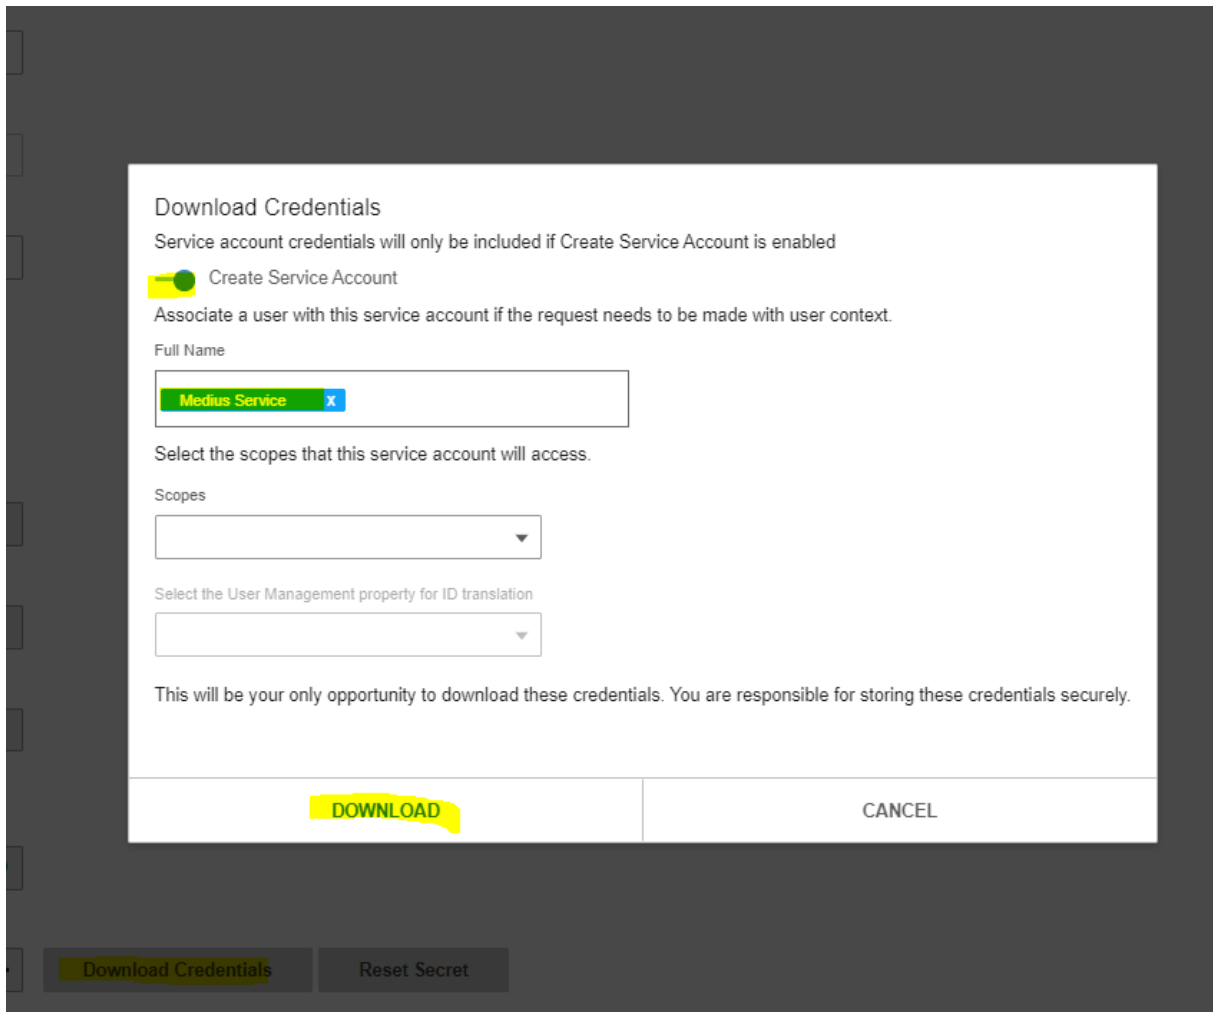 Download Credentials
Service account credentials will only be included if Create Service Account is enabled
Create Service Account
Associate a user with this service account if the request needs to be made with user context.
Full Name
Medius Service x
Select the scopes that this service account will access.
Scopes
Select the User Management property for ID translation
This will be your only opportunity to download these credentials. You are responsible for storing these credentials securely.
DOWNLOAD CANCEL
Download Credentials Reset Secret